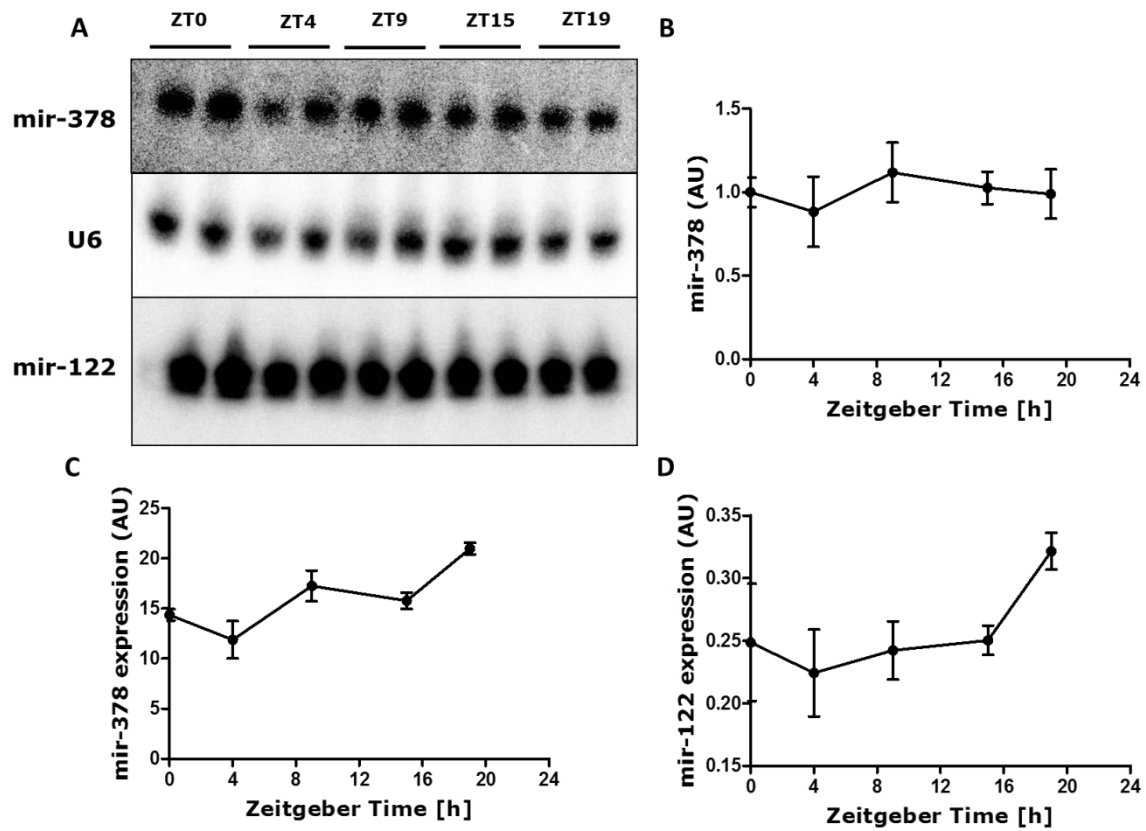 A
ZT0 ZT4 ZT9 ZT15 ZT19
mir-378
U6
mir-122
B
mir-378 (AU)
1.5
1.0
0.5
0.0
0 4 8 12 16 20 24
Zeitgeber Time [h]
C
mir-378 expression (AU)
25
20
15
10
5
0
0 4 8 12 16 20 24
Zeitgeber Time [h]
D
mir-122 expression (AU)
0.35
0.30
0.25
0.20
0.15
0 4 8 12 16 20 24
Zeitgeber Time [h]